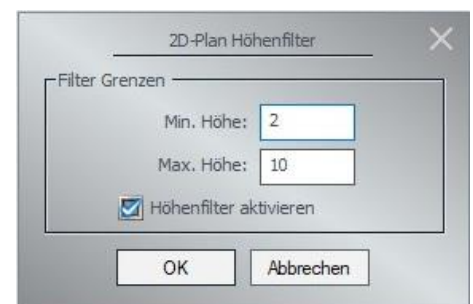 2D-Plan Höhenfilter
Filter Grenzen
Min. Höhe: 2
Max. Höhe: 10
Höhenfilter aktivieren
OK Abbrechen